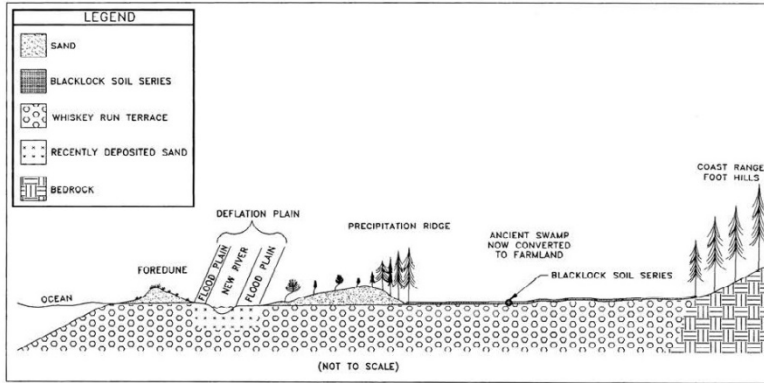 LEGEND
SAND
BLACKLOCK SOIL SERIES
WHISKEY RUN TERRACE
RECENTLY DEPOSITED SAND
BEDROCK
COAST RANGE
FOOT HILLS
DEFLATION PLAIN
PRECIPITATION RIDGE
ANCIENT SWAMP
NOW CONVERTED
TO FARMLAND
FLOOD PLAIN
NEW RIVER
FLOOD PLAIN
FOREDUNE
BLACKLOCK SOIL SERIES
OCEAN
(NOT TO SCALE)